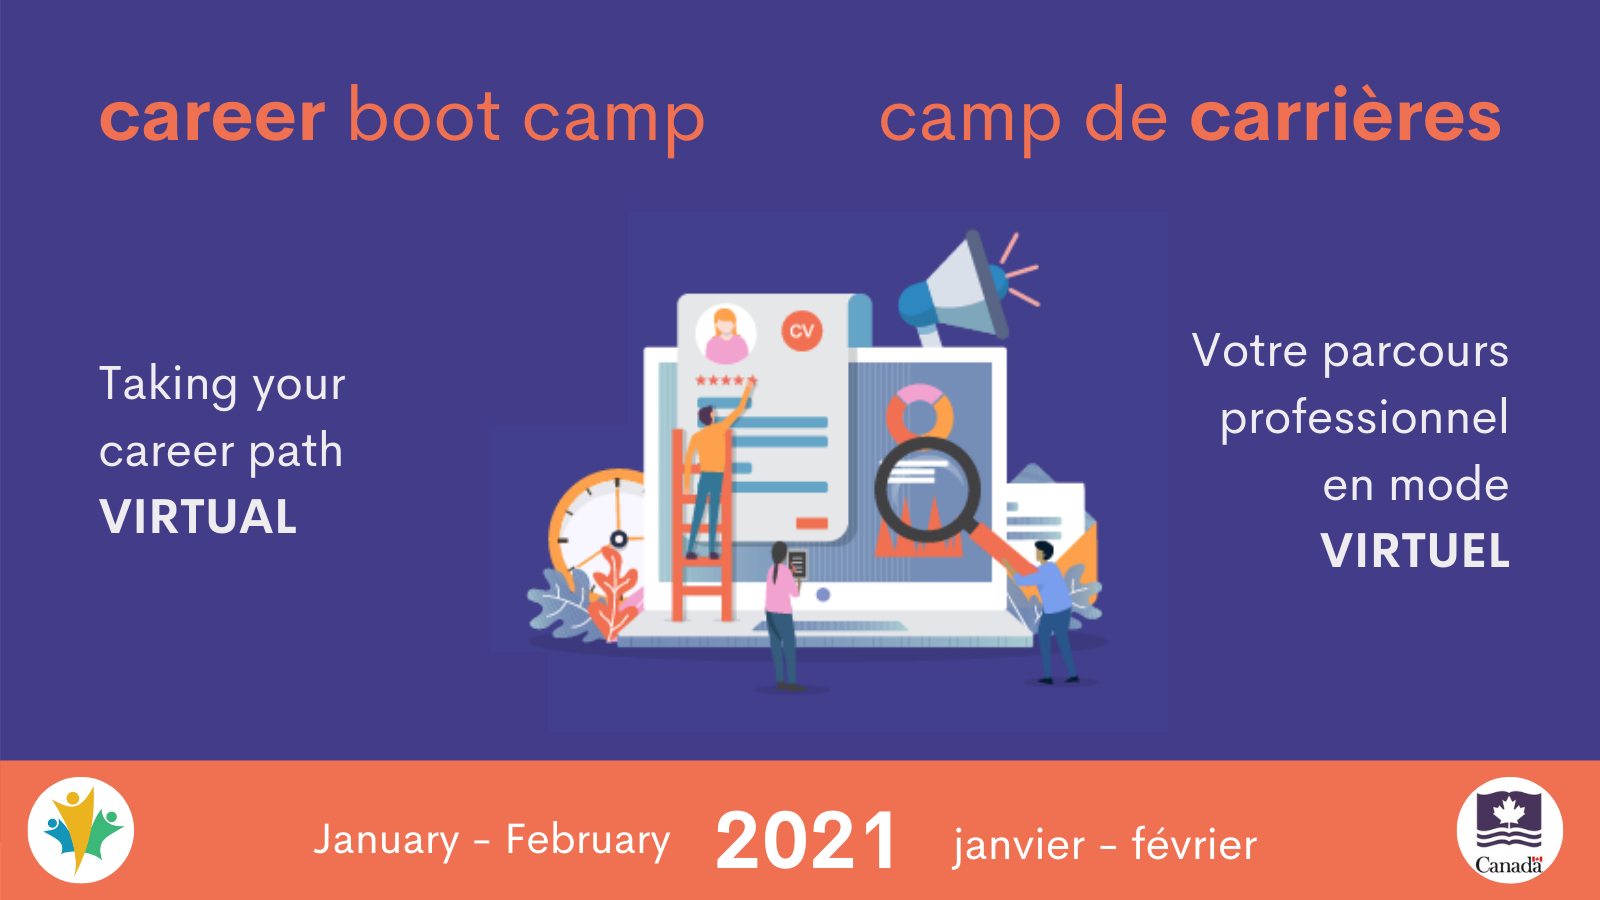 career boot camp
camp de carrières
Taking your
career path
VIRTUAL
CV
Votre parcours
professionnel
en mode
VIRTUEL
January - February
2021
janvier - février
Canada